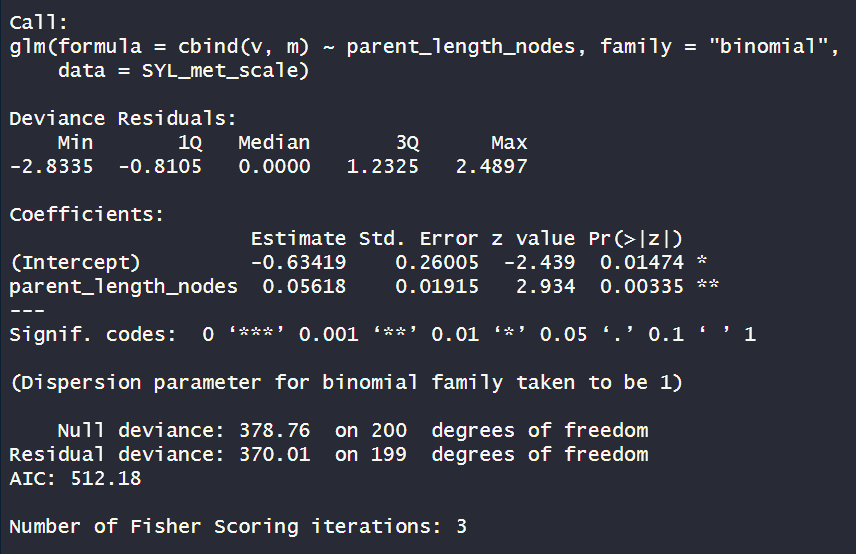 Call:
glm(formula = cbind(v, m) ~ parent_length_nodes, family = "binomial",
    data = SYL_met_scale)

Deviance Residuals:
    Min       1Q   Median       3Q      Max
-2.8335  -0.8105   0.0000   1.2325   2.4897

Coefficients:
                    Estimate Std. Error z value Pr(>|z|)
(Intercept)         -0.63419    0.26005  -2.439  0.01474 *
parent_length_nodes  0.05618    0.01915   2.934  0.00335 **
---
Signif. codes:  0 ‘***’ 0.001 ‘**’ 0.01 ‘*’ 0.05 ‘.’ 0.1 ‘ ’ 1

(Dispersion parameter for binomial family taken to be 1)

    Null deviance: 378.76  on 200  degrees of freedom
Residual deviance: 370.01  on 199  degrees of freedom
AIC: 512.18

Number of Fisher Scoring iterations: 3